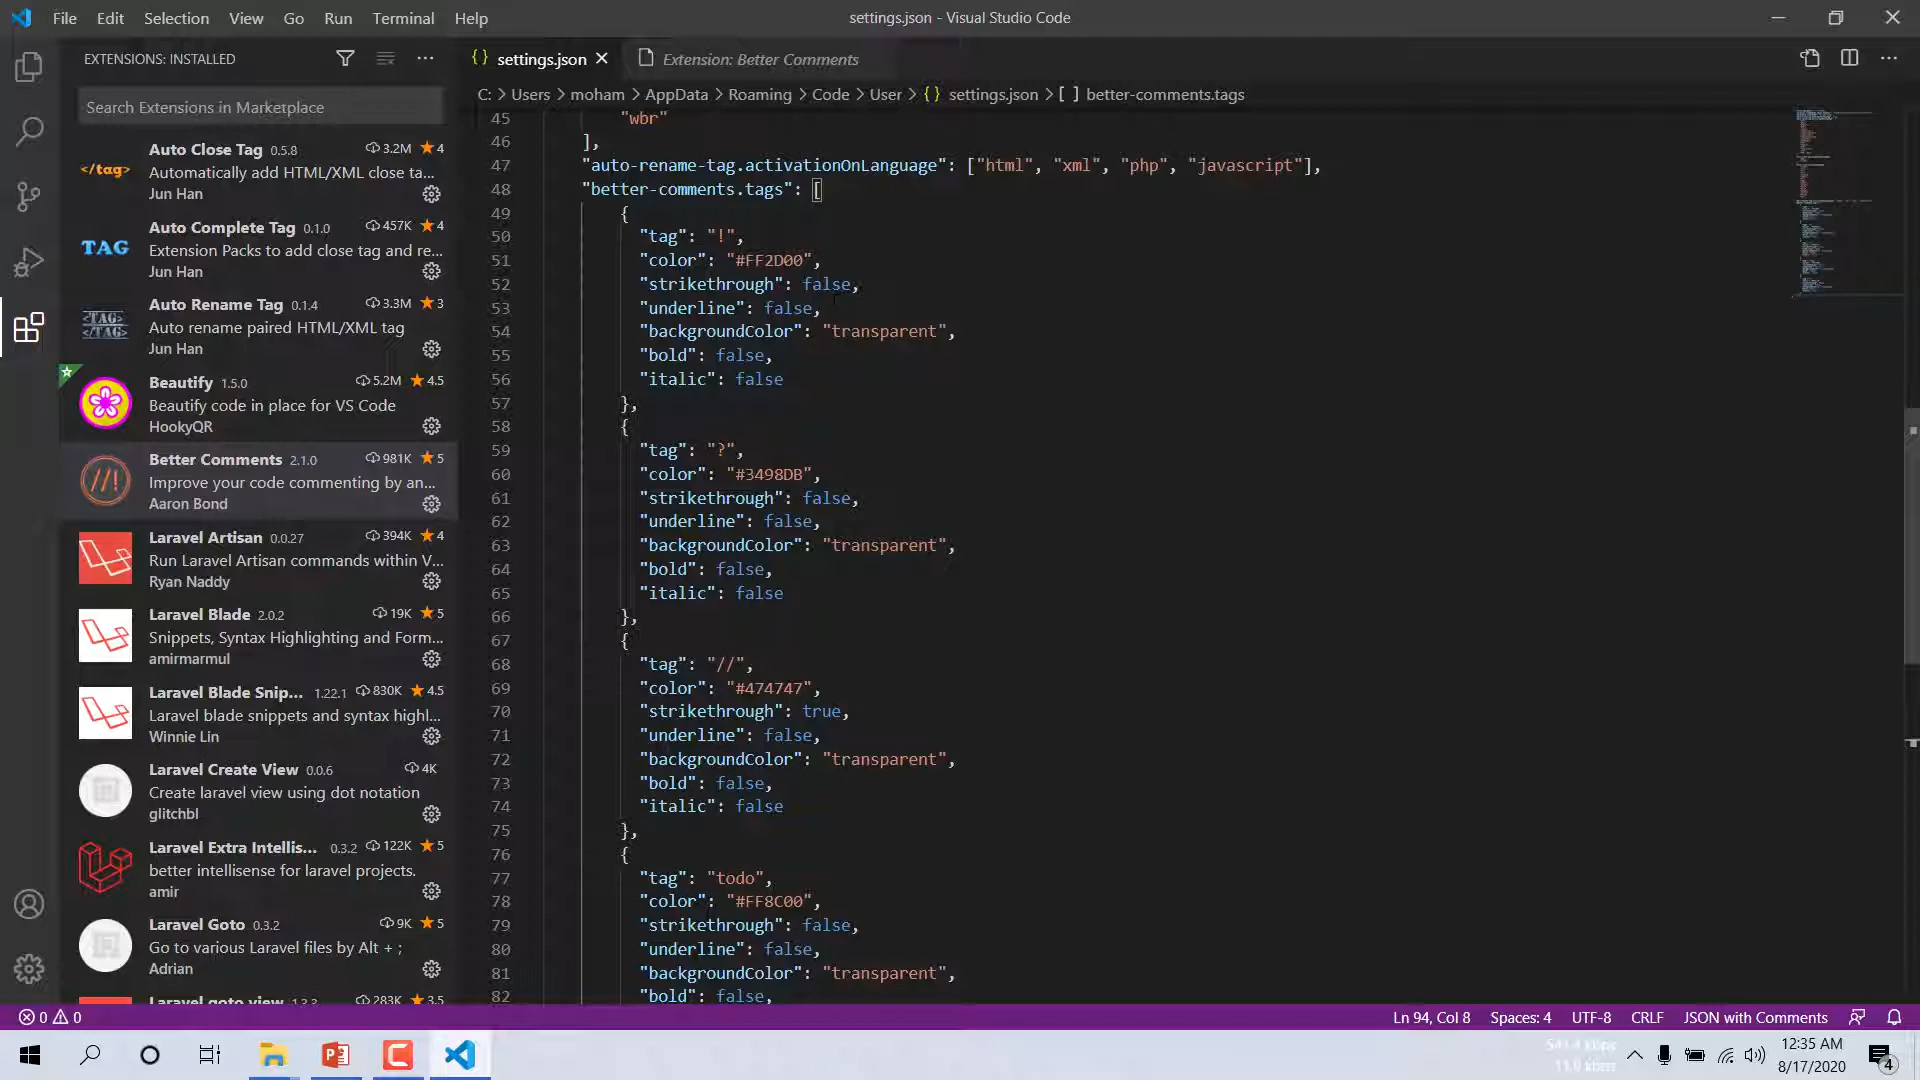 File Edit Selection View Go Run Terminal Help
settings.json - Visual Studio Code
EXTENSIONS: INSTALLED
Search Extensions in Marketplace
Auto Close Tag 0.5.8 3.2M 4
Automatically add HTML/XML close ta...
Jun Han
Auto Complete Tag 0.1.0 457K 4
Extension Packs to add close tag and re...
Jun Han
Auto Rename Tag 0.1.4 3.3M 3
Auto rename paired HTML/XML tag
Jun Han
Beautify 1.5.0 5.2M 4.5
Beautify code in place for VS Code
HookyQR
Better Comments 2.1.0 981K 5
Improve your code commenting by an...
Aaron Bond
Laravel Artisan 0.0.27 394K 4
Run Laravel Artisan commands within V...
Ryan Naddy
Laravel Blade 2.0.2 19K 5
Snippets, Syntax Highlighting and Form...
amirmarmul
Laravel Blade Snip... 1.22.1 830K 4.5
Laravel blade snippets and syntax highl...
Winnie Lin
Laravel Create View 0.0.6 4K
Create laravel view using dot notation
glitchbl
Laravel Extra Intellis... 0.3.2 122K 5
better intellisense for laravel projects.
amir
Laravel Goto 0.3.2 9K 5
Go to various Laravel files by Alt + ;
Adrian
Laravel goto view 1.3.3 283K 3.5
</tag>
TAG
<TAG>
</TAG>
//!
{} settings.json Extension: Better Comments
C: > Users > moham > AppData > Roaming > Code > User > {} settings.json > [ ] better-comments.tags
45 "wbr"
46 ],
47 "auto-rename-tag.activationOnLanguage": ["html", "xml", "php", "javascript"],
48 "better-comments.tags": [
49 {
50 "tag": "!",
51 "color": "#FF2D00",
52 "strikethrough": false,
53 "underline": false,
54 "backgroundColor": "transparent",
55 "bold": false,
56 "italic": false
57 },
58 {
59 "tag": "?",
60 "color": "#3498DB",
61 "strikethrough": false,
62 "underline": false,
63 "backgroundColor": "transparent",
64 "bold": false,
65 "italic": false
66 },
67 {
68 "tag": "//",
69 "color": "#474747",
70 "strikethrough": true,
71 "underline": false,
72 "backgroundColor": "transparent",
73 "bold": false,
74 "italic": false
75 },
76 {
77 "tag": "todo",
78 "color": "#FF8C00",
79 "strikethrough": false,
80 "underline": false,
81 "backgroundColor": "transparent",
82 "bold": false,
0 0
Ln 94, Col 8 Spaces: 4 UTF-8 CRLF JSON with Comments
12:35 AM
8/17/2020
4